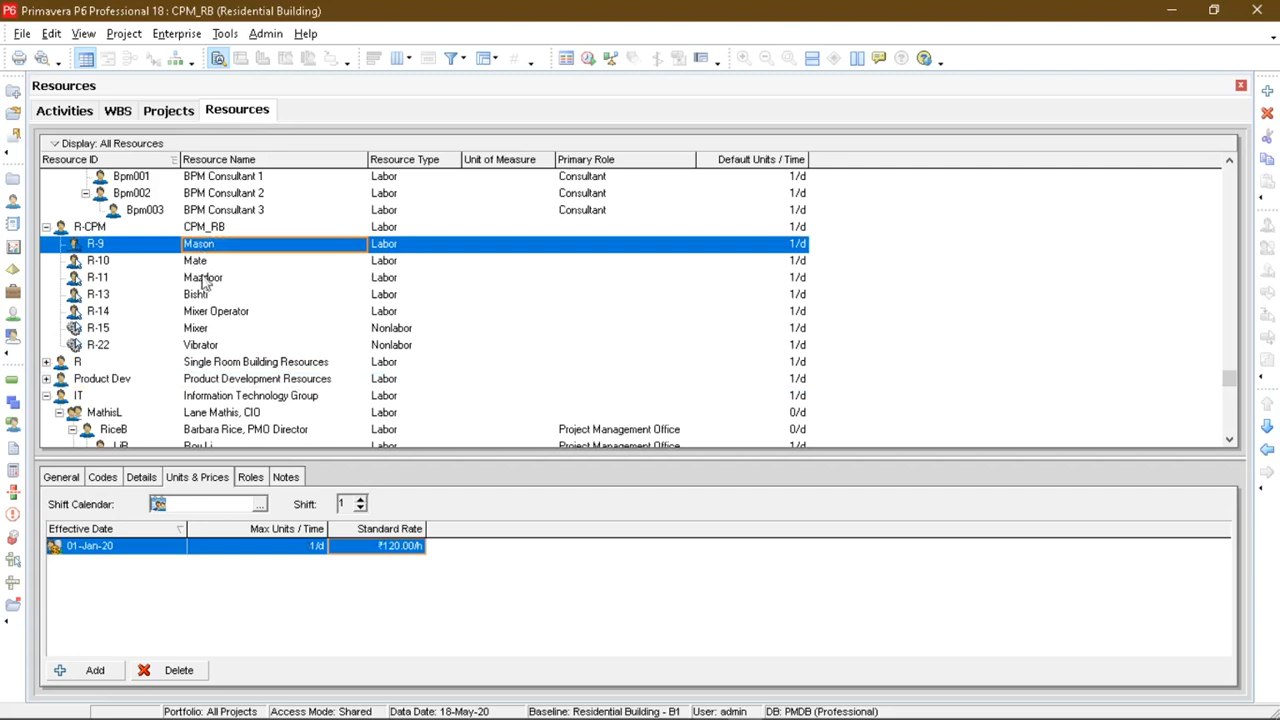 Primavera P6 Professional 18 : CPM_RB (Residential Building)
File Edit View Project Enterprise Tools Admin Help
Resources
Activities WBS Projects Resources
Display: All Resources
Resource ID Resource Name Resource Type Unit of Measure Primary Role Default Units / Time
Bpm001 BPM Consultant 1 Labor Consultant 1/d
Bpm002 BPM Consultant 2 Labor Consultant 1/d
Bpm003 BPM Consultant 3 Labor Consultant 1/d
R-CPM CPM_RB Labor 1/d
R-9 Mason Labor 1/d
R-10 Mate Labor 1/d
R-11 Mazdoor Labor 1/d
R-13 Bishti Labor 1/d
R-14 Mixer Operator Labor 1/d
R-15 Mixer Nonlabor 1/d
R-22 Vibrator Nonlabor 1/d
R Single Room Building Resources Labor 1/d
Product Dev Product Development Resources Labor 1/d
IT Information Technology Group Labor 1/d
MathisL Lane Mathis, CIO Labor 0/d
RiceB Barbara Rice, PMO Director Labor Project Management Office 0/d
Labor Project Management Office 1/d
General Codes Details Units & Prices Roles Notes
Shift Calendar: ... Shift: 1
Effective Date Max Units / Time Standard Rate
01-Jan-20 1/d ₹120.00/h
Add Delete
Portfolio: All Projects Access Mode: Shared Data Date: 18-May-20 Baseline: Residential Building - B1 User: admin DB: PMDB (Professional)